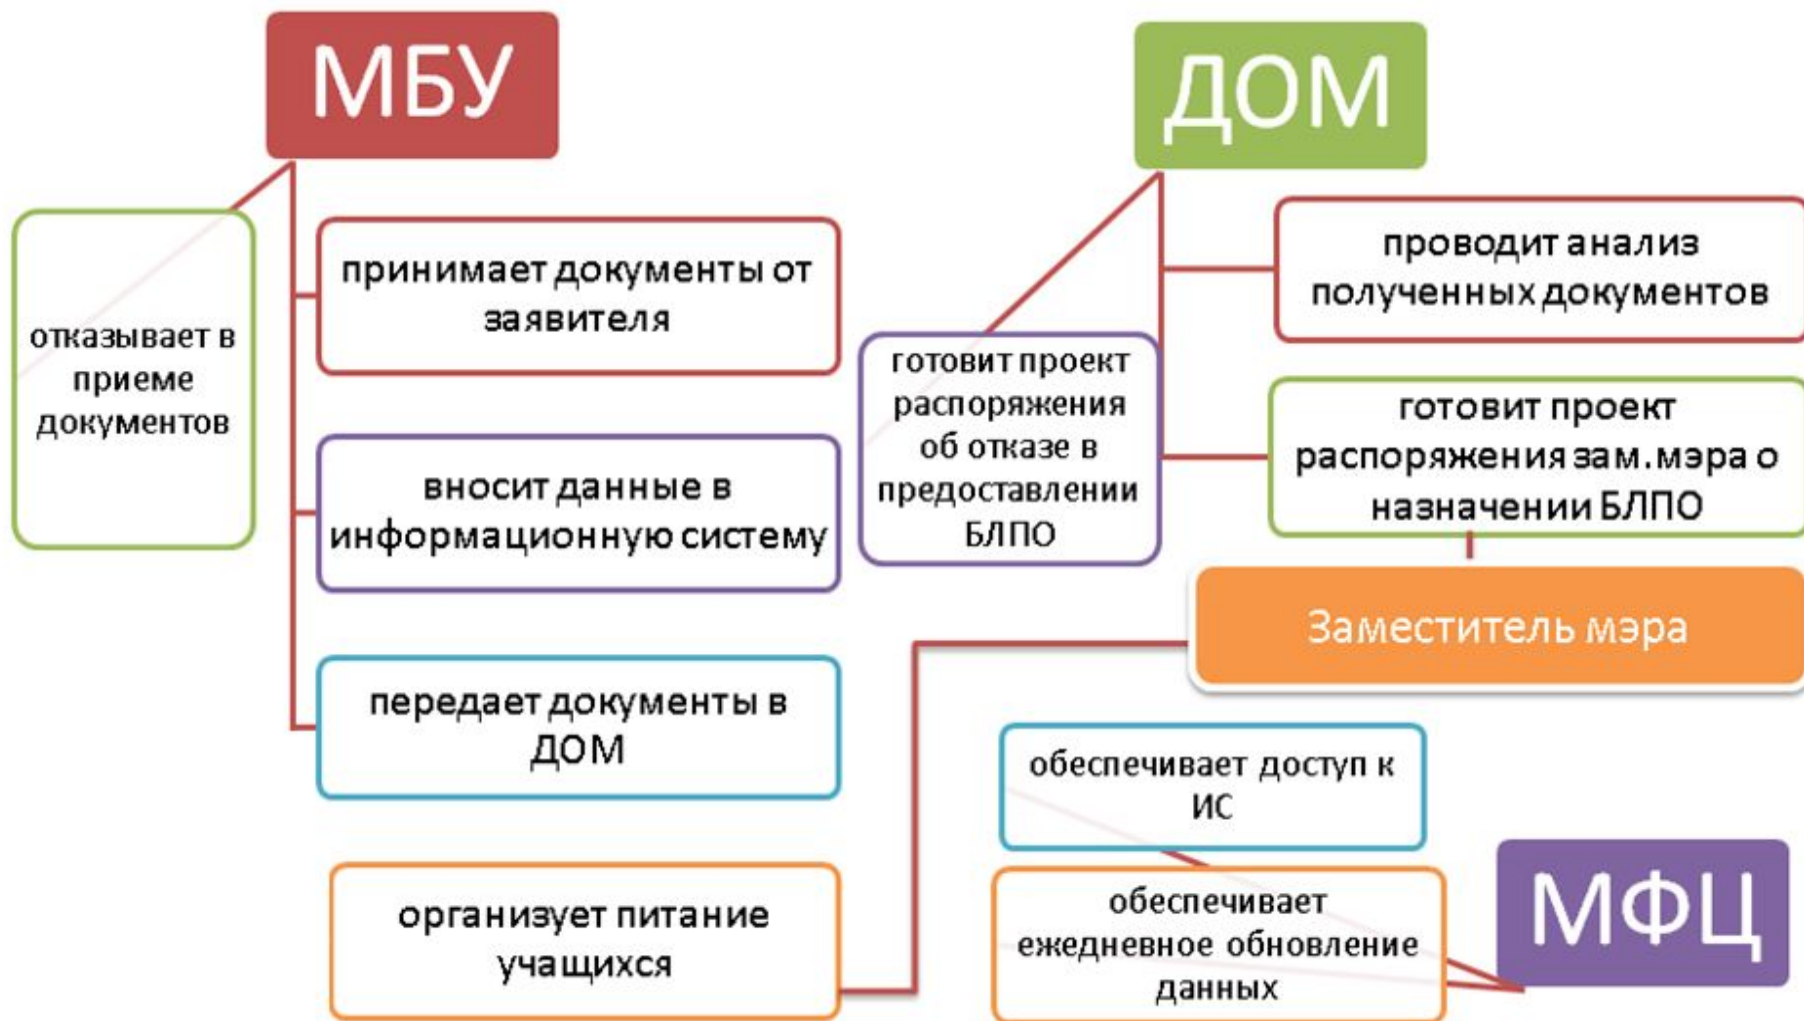 МБУ
отказывает в
приеме
документов
принимает документы от
заявителя
вносит данные в
информационную систему
передает документы в
ДОМ
организует питание
учащихся
ДОМ
готовит проект
распоряжения
об отказе в
предоставлении
БЛПО
проводит анализ
полученных документов
готовит проект
распоряжения зам.мэра о
назначении БЛПО
Заместитель мэра
обеспечивает доступ к
ИС
обеспечивает
ежедневное обновление
данных
МФЦ